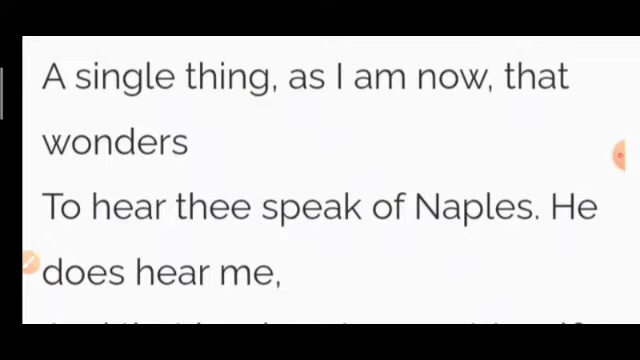 A single thing, as I am now, that
wonders
To hear thee speak of Naples. He
does hear me,